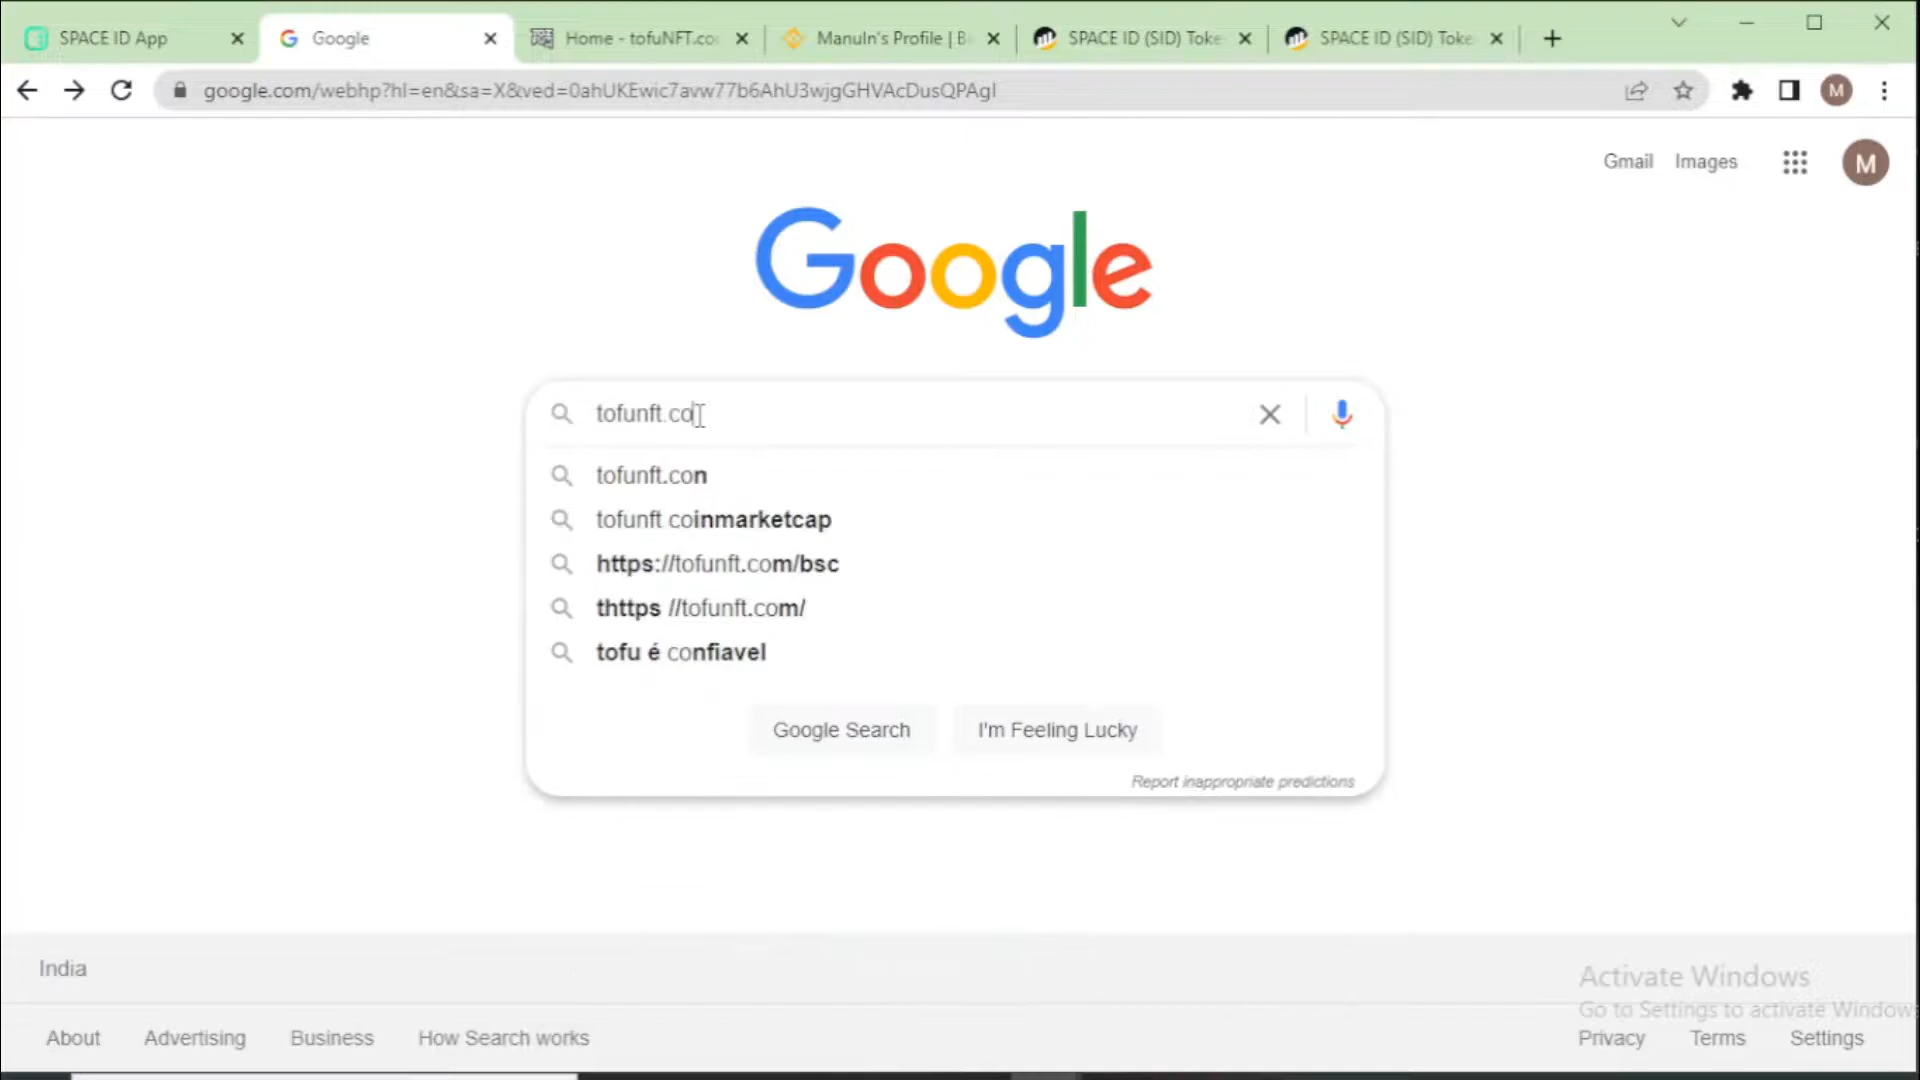 SPACE ID App
Google
Home - tofuNFT.co
ManuIn's Profile | B
SPACE ID (SID) Toke
SPACE ID (SID) Toke
google.com/webhp?hl=en&sa=X&ved=0ahUKEwic7avw77b6AhU3wjgGHVAcDusQPAgI
M
Gmail
Images
M
Google
tofunft.co
tofunft.con
tofunft coinmarketcap
https://tofunft.com/bsc
thttps //tofunft.com/
tofu é confiavel
Google Search
I'm Feeling Lucky
Report inappropriate predictions
India
Activate Windows
Go to Settings to activate Windows
About
Advertising
Business
How Search works
Privacy
Terms
Settings